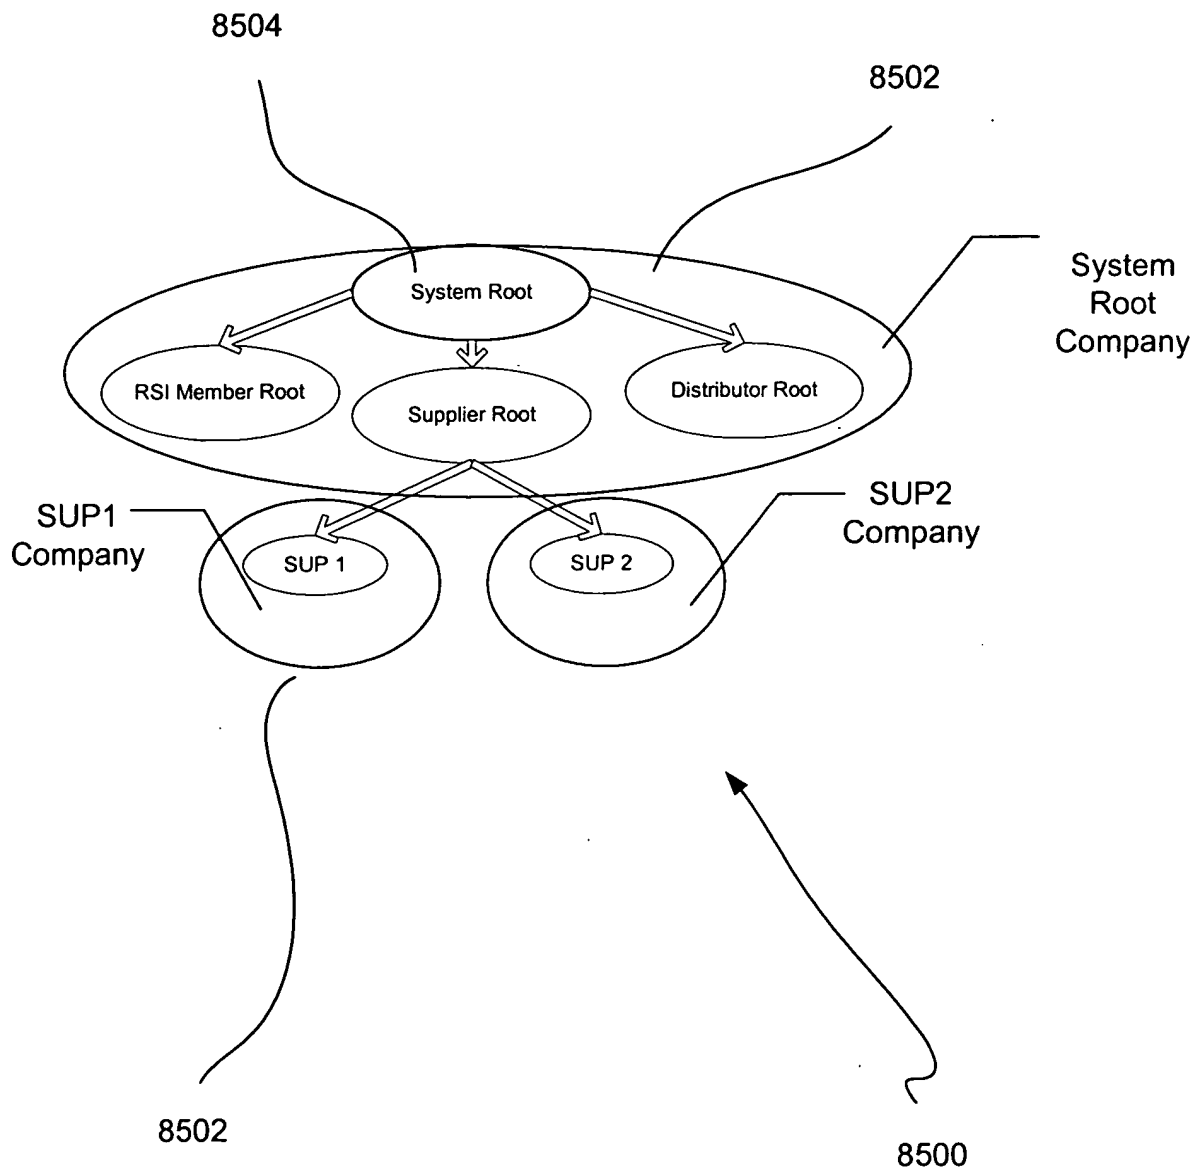 8504
8502
System Root
System
Root
Company
RSI Member Root
Supplier Root
Distributor Root
SUP1
Company
SUP2
Company
SUP 1
SUP 2
8502
8500